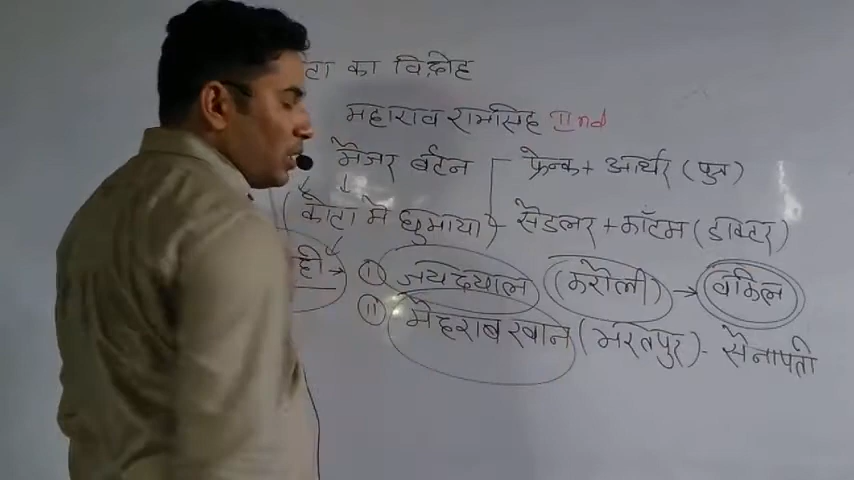 टा का विद्रोह
महाराव रामसिंह IInd
मेजर बर्टन फ्रेन्क + आर्थर (पुत्र)
(कोटा मे घुमाया) सैडलर + कॉटम (डॉक्टर)
ही → (i) जयदयाल (करौली) → वकिल
(ii) मेहराब खान (भरतपुर) - सेनापती